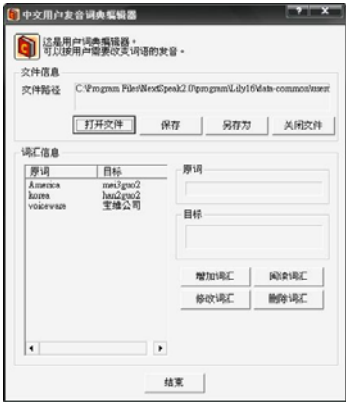 中文用户发音词典编辑器
这是用户词典编辑器。
可以按用户需要改变词语的发音。
文件信息
文件路径
C:\Program Files\NextSpeak2.0\program\Lily16\data-common\user
打开文件
保存
另存为
关闭文件
词汇信息
原词 目标
America mei3guo2
korea han2guo2
voiceware 宝蕴公司
原词
目标
增加词汇
阅读词汇
修改词汇
删除词汇
结束